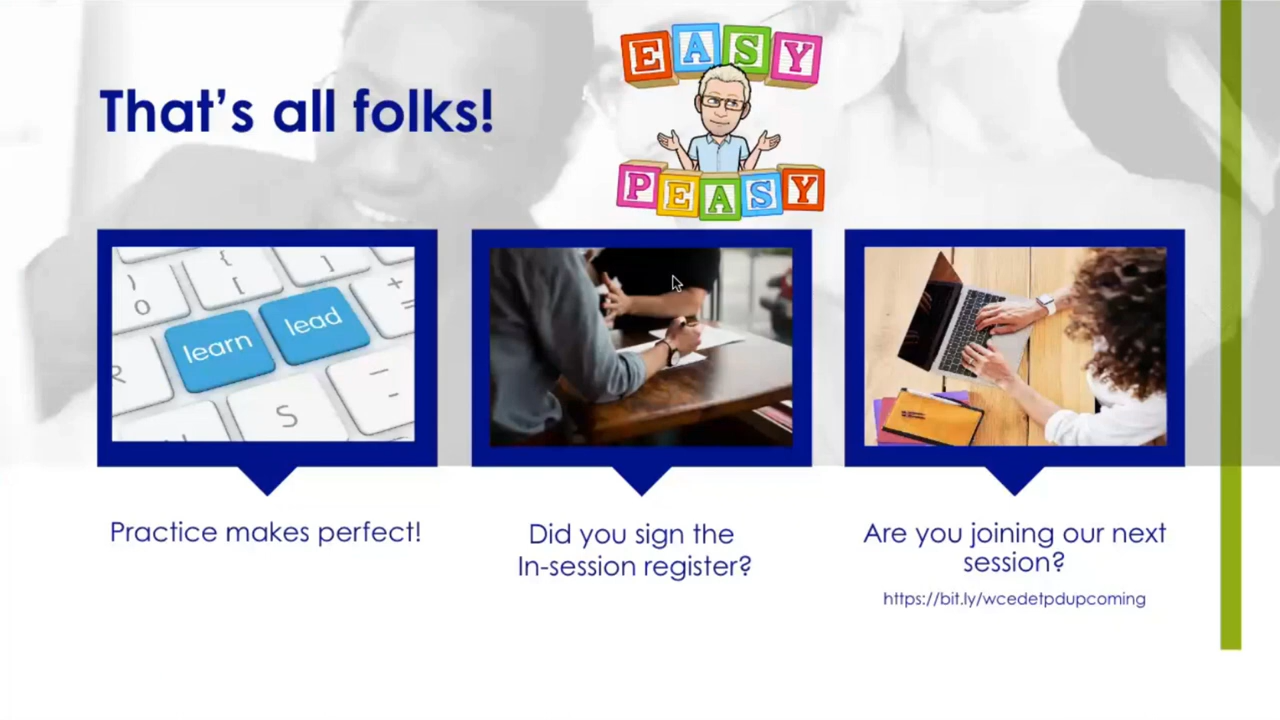 That's all folks!
EASY
PEASY
learn
lead
Practice makes perfect!
Did you sign the
In-session register?
Are you joining our next
session?
https://bit.ly/wcedetpdupcoming